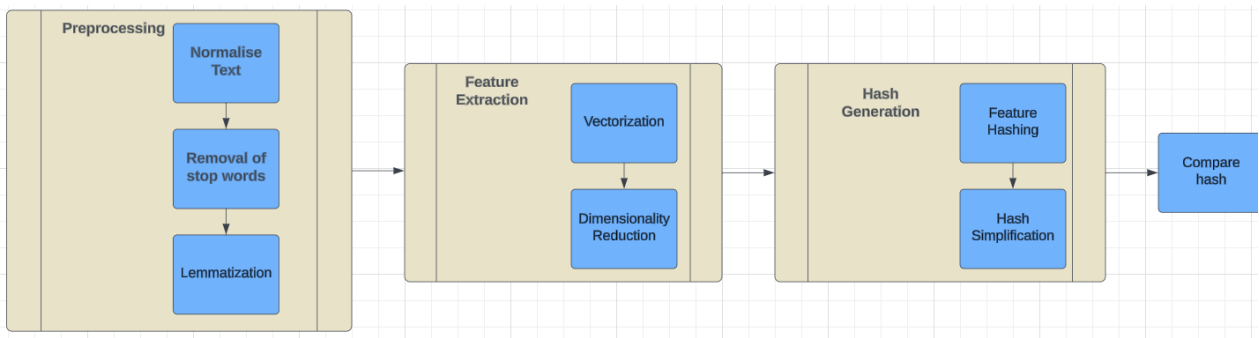 Preprocessing
Normalise
Text
Removal of
stop words
Lemmatization
Feature
Extraction
Vectorization
Dimensionality
Reduction
Hash
Generation
Feature
Hashing
Hash
Simplification
Compare
hash